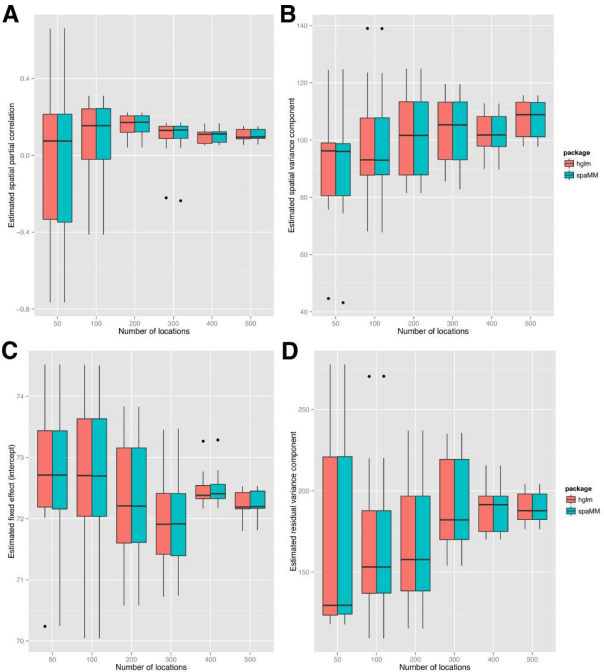 A
Estimated spatial partial correlation
0.4
0.0
−0.4
−0.8
50 100 200 300 400 500
Number of locations
B
Estimated spatial variance component
140
120
100
80
60
40
50 100 200 300 400 500
Number of locations
package
hglm
spaMM
C
Estimated fixed effect (intercept)
74
73
72
71
70
50 100 200 300 400 500
Number of locations
D
Estimated residual variance component
250
200
150
50 100 200 300 400 500
Number of locations
package
hglm
spaMM